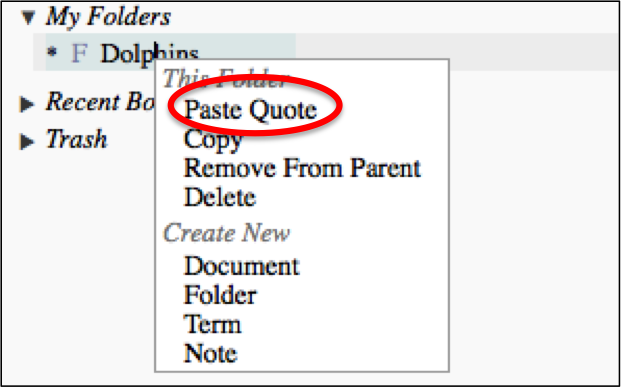 ▼ My Folders
* F Dolphins
This Folder
▶ Recent Bo
Paste Quote
▶ Trash
Copy
Remove From Parent
Delete
Create New
Document
Folder
Term
Note